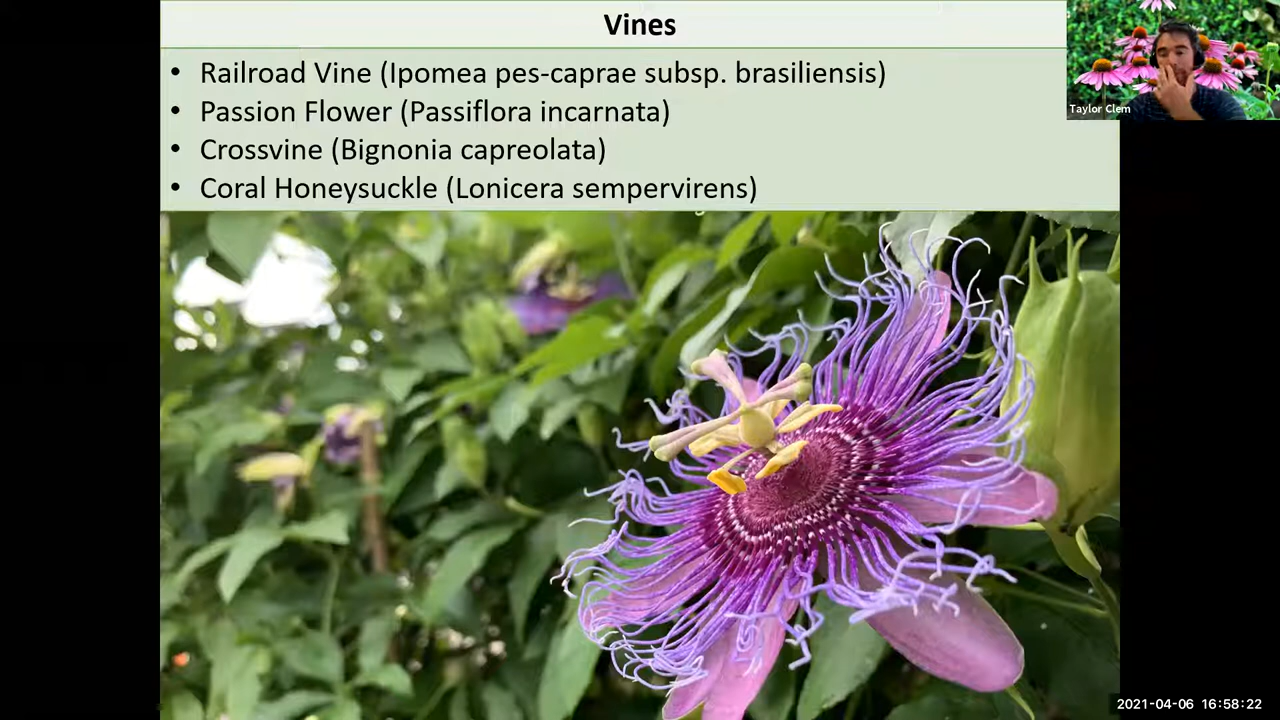 Vines
• Railroad Vine (Ipomea pes-caprae subsp. brasiliensis)
• Passion Flower (Passiflora incarnata)
• Crossvine (Bignonia capreolata)
• Coral Honeysuckle (Lonicera sempervirens)
Taylor Clem
2021-04-06 16:58:22